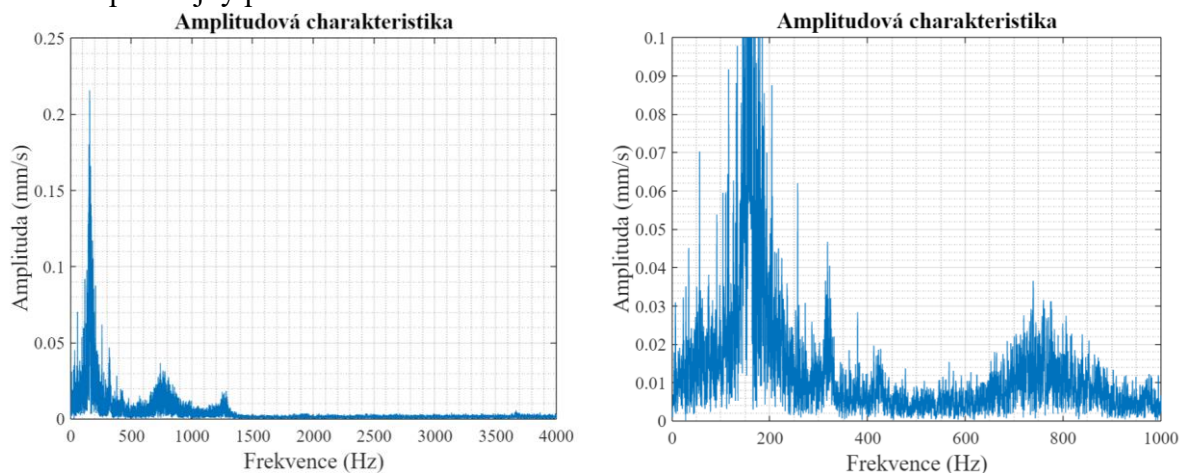 Amplitudová charakteristika
0.25
0.2
0.15
0.1
0.05
0
Amplituda (mm/s)
0 500 1000 1500 2000 2500 3000 3500 4000
Frekvence (Hz)
Amplitudová charakteristika
0.1
0.09
0.08
0.07
0.06
0.05
0.04
0.03
0.02
0.01
0
Amplituda (mm/s)
0 200 400 600 800 1000
Frekvence (Hz)